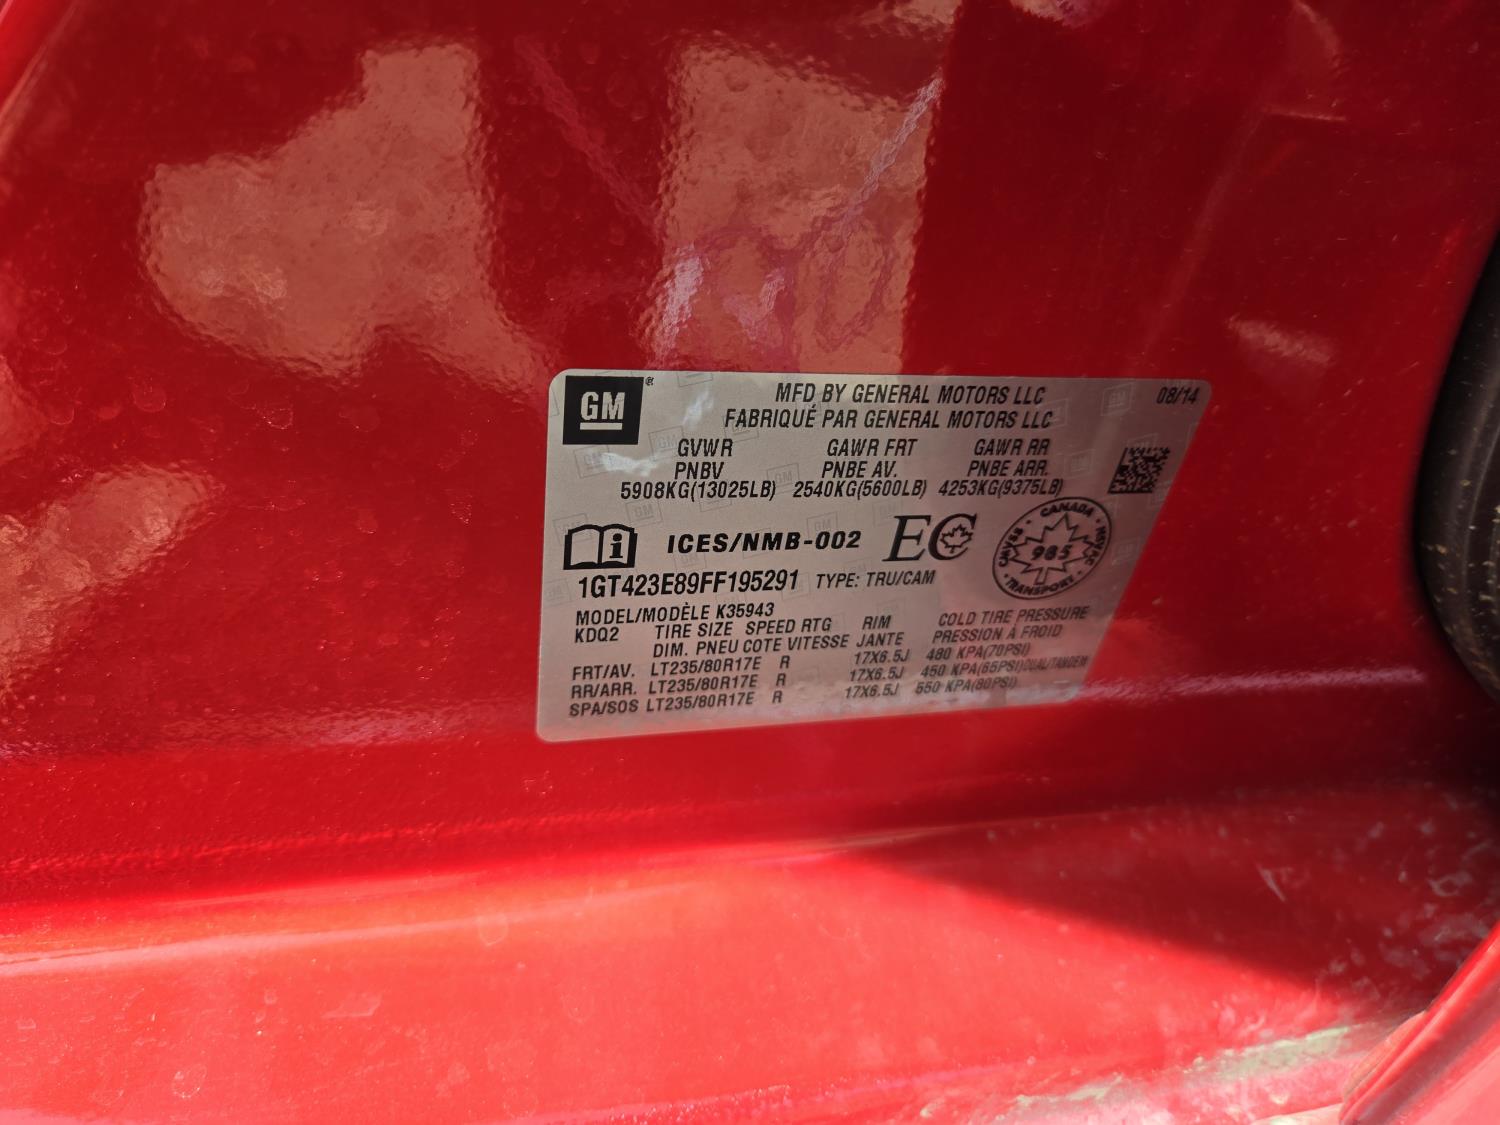 GM®
MFD BY GENERAL MOTORS LLC 08/14
FABRIQUÉ PAR GENERAL MOTORS LLC
GVWR GAWR FRT GAWR RR
PNBV PNBE AV. PNBE ARR.
5908KG(13025LB) 2540KG(5600LB) 4253KG(9375LB)
ICES/NMB-002 EC
CANADA CMVSS 985 NSVAC TRANSPORT
1GT423E89FF195291 TYPE: TRU/CAM
MODEL/MODÈLE K35943
KDQ2 TIRE SIZE SPEED RTG RIM COLD TIRE PRESSURE
DIM. PNEU COTE VITESSE JANTE PRESSION À FROID
FRT/AV. LT235/80R17E R 17X6.5J 480 KPA(70PSI)
RR/ARR. LT235/80R17E R 17X6.5J 450 KPA(65PSI)DUAL/TANDEM
SPA/SOS LT235/80R17E R 17X6.5J 550 KPA(80PSI)